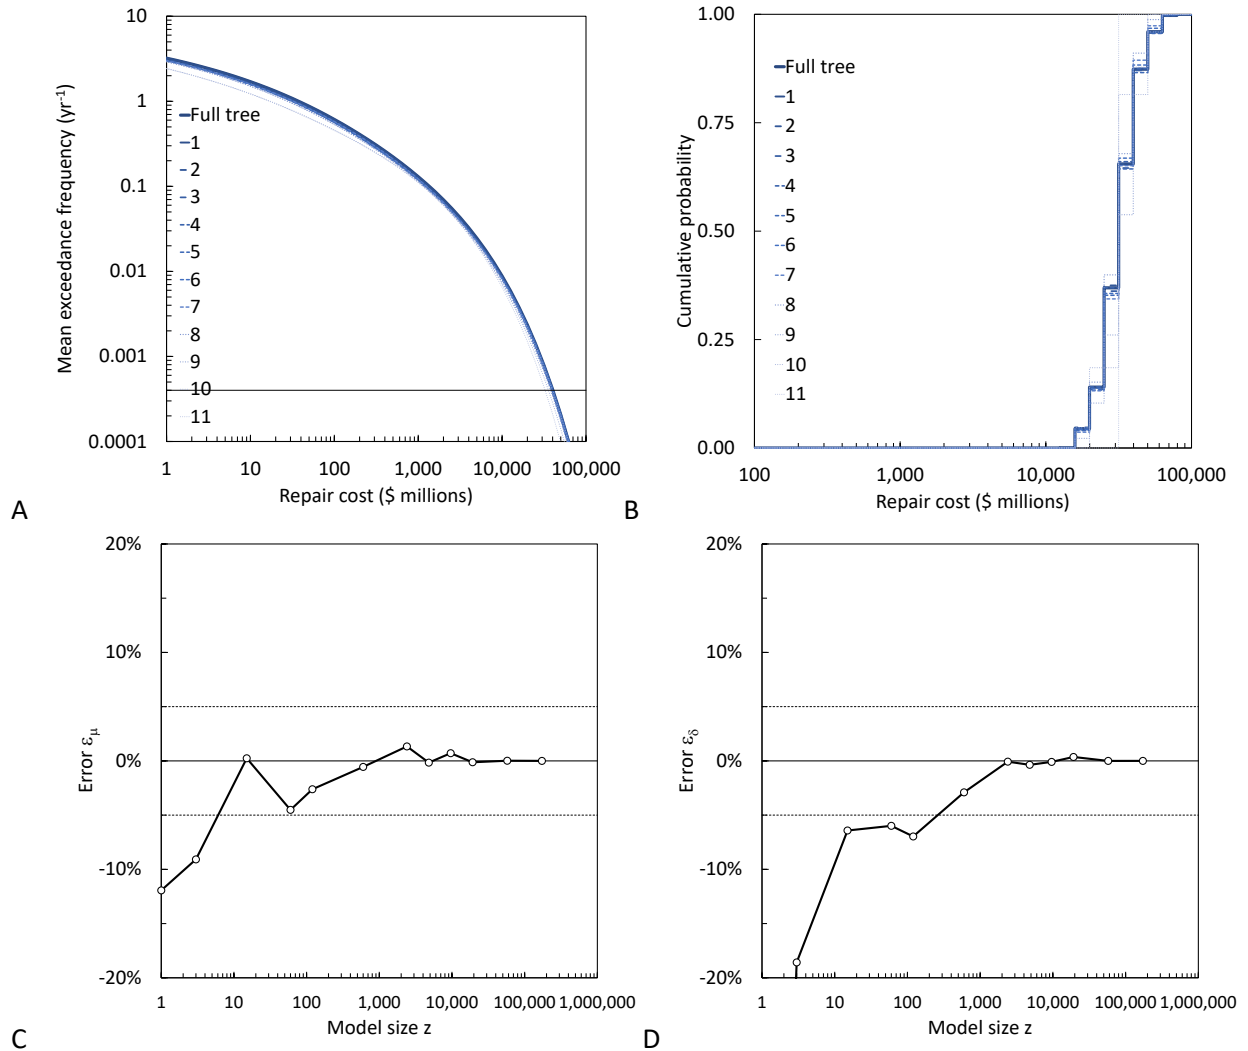 10
1
0.1
0.01
0.001
0.0001
Mean exceedance frequency (yr-1)
Full tree
1
2
3
4
5
6
7
8
9
10
11
1 10 100 1,000 10,000 100,000
Repair cost ($ millions)
A
1.00
0.75
0.50
0.25
0.00
Cumulative probability
Full tree
1
2
3
4
5
6
7
8
9
10
11
100 1,000 10,000 100,000
Repair cost ($ millions)
B
20%
10%
0%
-10%
-20%
Error εμ
1 10 100 1,000 10,000 100,000 1,000,000
Model size z
C
20%
10%
0%
-10%
-20%
Error εδ
1 10 100 1,000 10,000 100,000 1,000,000
Model size z
D